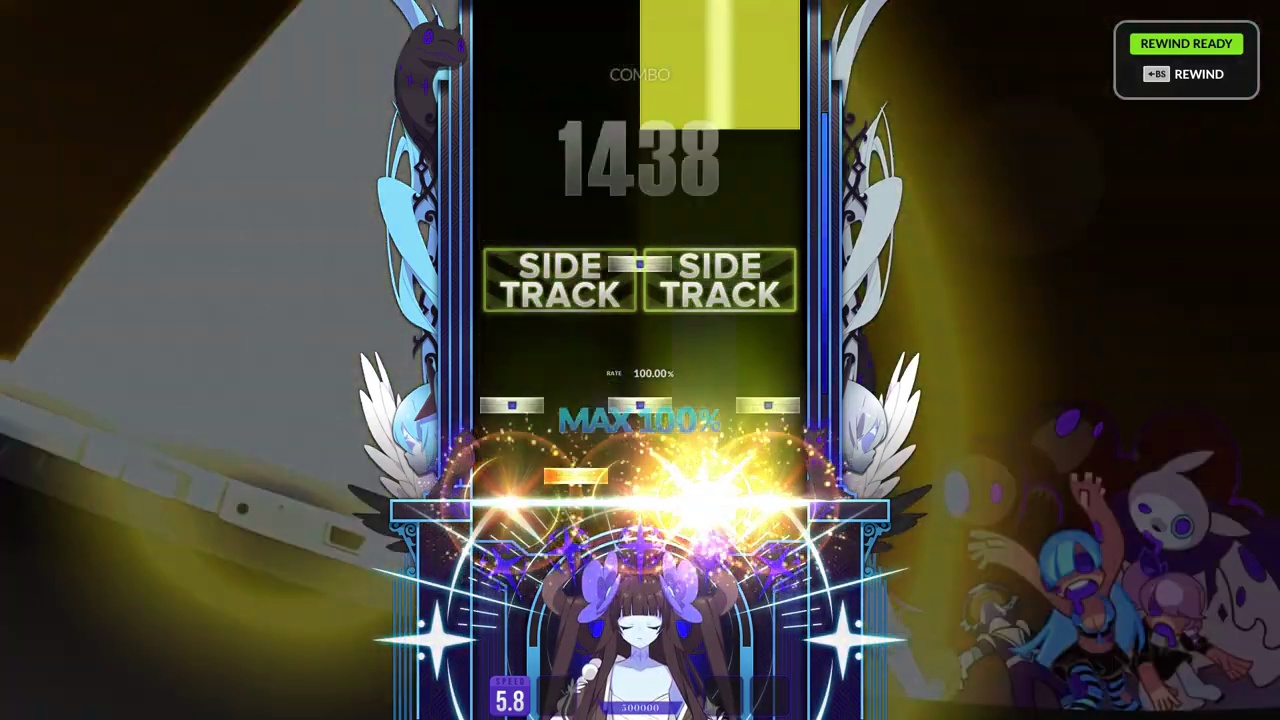 REWIND READY
←BS REWIND
COMBO
1438
SIDE TRACK
SIDE TRACK
RATE 100.00%
MAX 100%
SPEED
5.8
300000